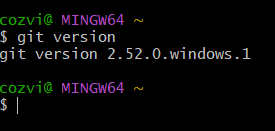 cozvi@ MINGW64 ~
$ git version
git version 2.52.0.windows.1
cozvi@ MINGW64 ~
$